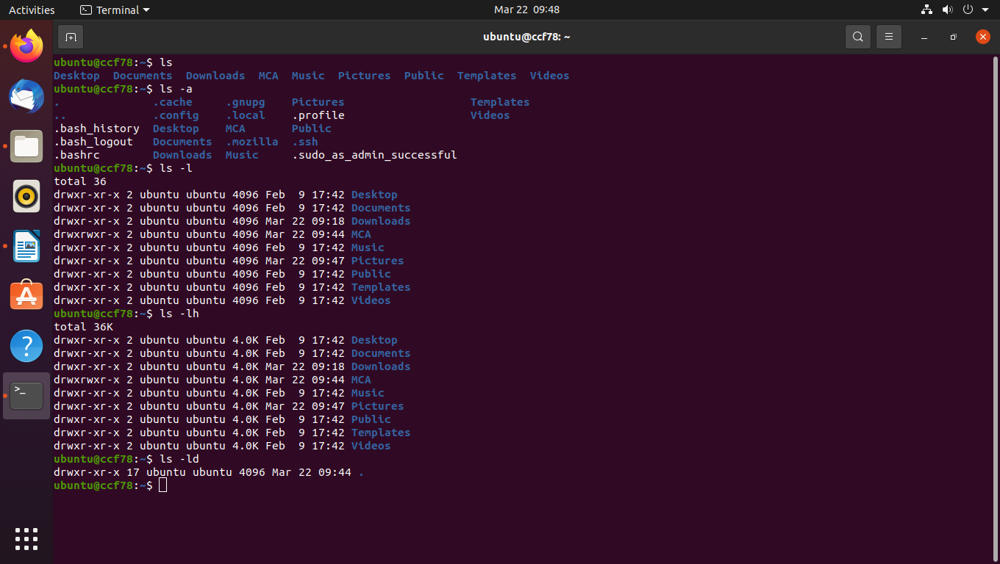 Activities Terminal Mar 22 09:48
ubuntu@ccf78: ~
ubuntu@ccf78:~$ ls
Desktop  Documents  Downloads  MCA  Music  Pictures  Public  Templates  Videos
ubuntu@ccf78:~$ ls -a
.              .cache     .gnupg    Pictures                   Templates
..             .config    .local    .profile                   Videos
.bash_history  Desktop    MCA       Public
.bash_logout   Documents  .mozilla  .ssh
.bashrc        Downloads  Music     .sudo_as_admin_successful
ubuntu@ccf78:~$ ls -l
total 36
drwxr-xr-x 2 ubuntu ubuntu 4096 Feb  9 17:42 Desktop
drwxr-xr-x 2 ubuntu ubuntu 4096 Feb  9 17:42 Documents
drwxr-xr-x 2 ubuntu ubuntu 4096 Mar 22 09:18 Downloads
drwxrwxr-x 2 ubuntu ubuntu 4096 Mar 22 09:44 MCA
drwxr-xr-x 2 ubuntu ubuntu 4096 Feb  9 17:42 Music
drwxr-xr-x 2 ubuntu ubuntu 4096 Mar 22 09:47 Pictures
drwxr-xr-x 2 ubuntu ubuntu 4096 Feb  9 17:42 Public
drwxr-xr-x 2 ubuntu ubuntu 4096 Feb  9 17:42 Templates
drwxr-xr-x 2 ubuntu ubuntu 4096 Feb  9 17:42 Videos
ubuntu@ccf78:~$ ls -lh
total 36K
drwxr-xr-x 2 ubuntu ubuntu 4.0K Feb  9 17:42 Desktop
drwxr-xr-x 2 ubuntu ubuntu 4.0K Feb  9 17:42 Documents
drwxr-xr-x 2 ubuntu ubuntu 4.0K Mar 22 09:18 Downloads
drwxrwxr-x 2 ubuntu ubuntu 4.0K Mar 22 09:44 MCA
drwxr-xr-x 2 ubuntu ubuntu 4.0K Feb  9 17:42 Music
drwxr-xr-x 2 ubuntu ubuntu 4.0K Mar 22 09:47 Pictures
drwxr-xr-x 2 ubuntu ubuntu 4.0K Feb  9 17:42 Public
drwxr-xr-x 2 ubuntu ubuntu 4.0K Feb  9 17:42 Templates
drwxr-xr-x 2 ubuntu ubuntu 4.0K Feb  9 17:42 Videos
ubuntu@ccf78:~$ ls -ld
drwxr-xr-x 17 ubuntu ubuntu 4096 Mar 22 09:44 .
ubuntu@ccf78:~$